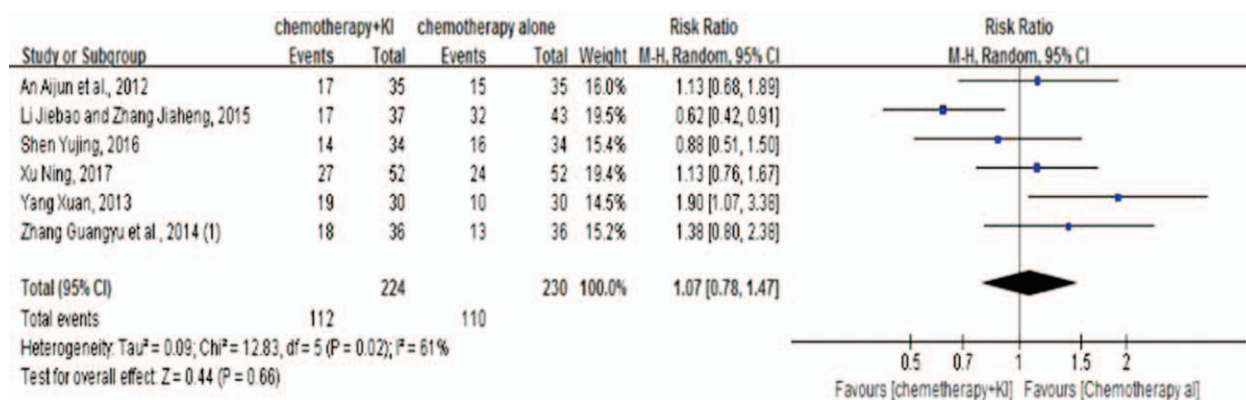 chemotherapy+KI chemotherapy alone Risk Ratio Risk Ratio
Study or Subgroup Events Total Events Total Weight M-H, Random, 95% CI M-H, Random, 95% CI
An Aijun et al., 2012 17 35 15 35 16.0% 1.13 [0.68, 1.89]
Li Jiebao and Zhang Jiaheng, 2015 17 37 32 43 19.5% 0.62 [0.42, 0.91]
Shen Yujing, 2016 14 34 16 34 15.4% 0.88 [0.51, 1.50]
Xu Ning, 2017 27 52 24 52 19.4% 1.13 [0.76, 1.67]
Yang Xuan, 2013 19 30 10 30 14.5% 1.90 [1.07, 3.38]
Zhang Guangyu et al., 2014 (1) 18 36 13 36 15.2% 1.38 [0.80, 2.38]
Total (95% CI) 224 230 100.0% 1.07 [0.78, 1.47]
Total events 112 110
Heterogeneity: Tau² = 0.09; Chi² = 12.83, df = 5 (P = 0.02); I² = 61%
Test for overall effect: Z = 0.44 (P = 0.66)
0.5 0.7 1 1.5 2
Favours [chemetherapy+KI] Favours [Chemotherapy al]